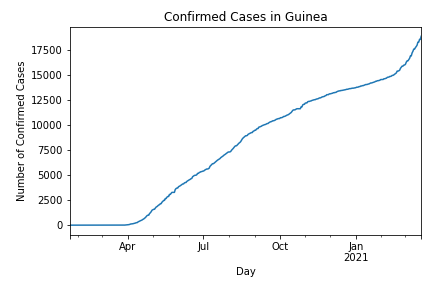 Confirmed Cases in Guinea
Number of Confirmed Cases
17500
15000
12500
10000
7500
5000
2500
0
Apr
Jul
Oct
Jan
2021
Day